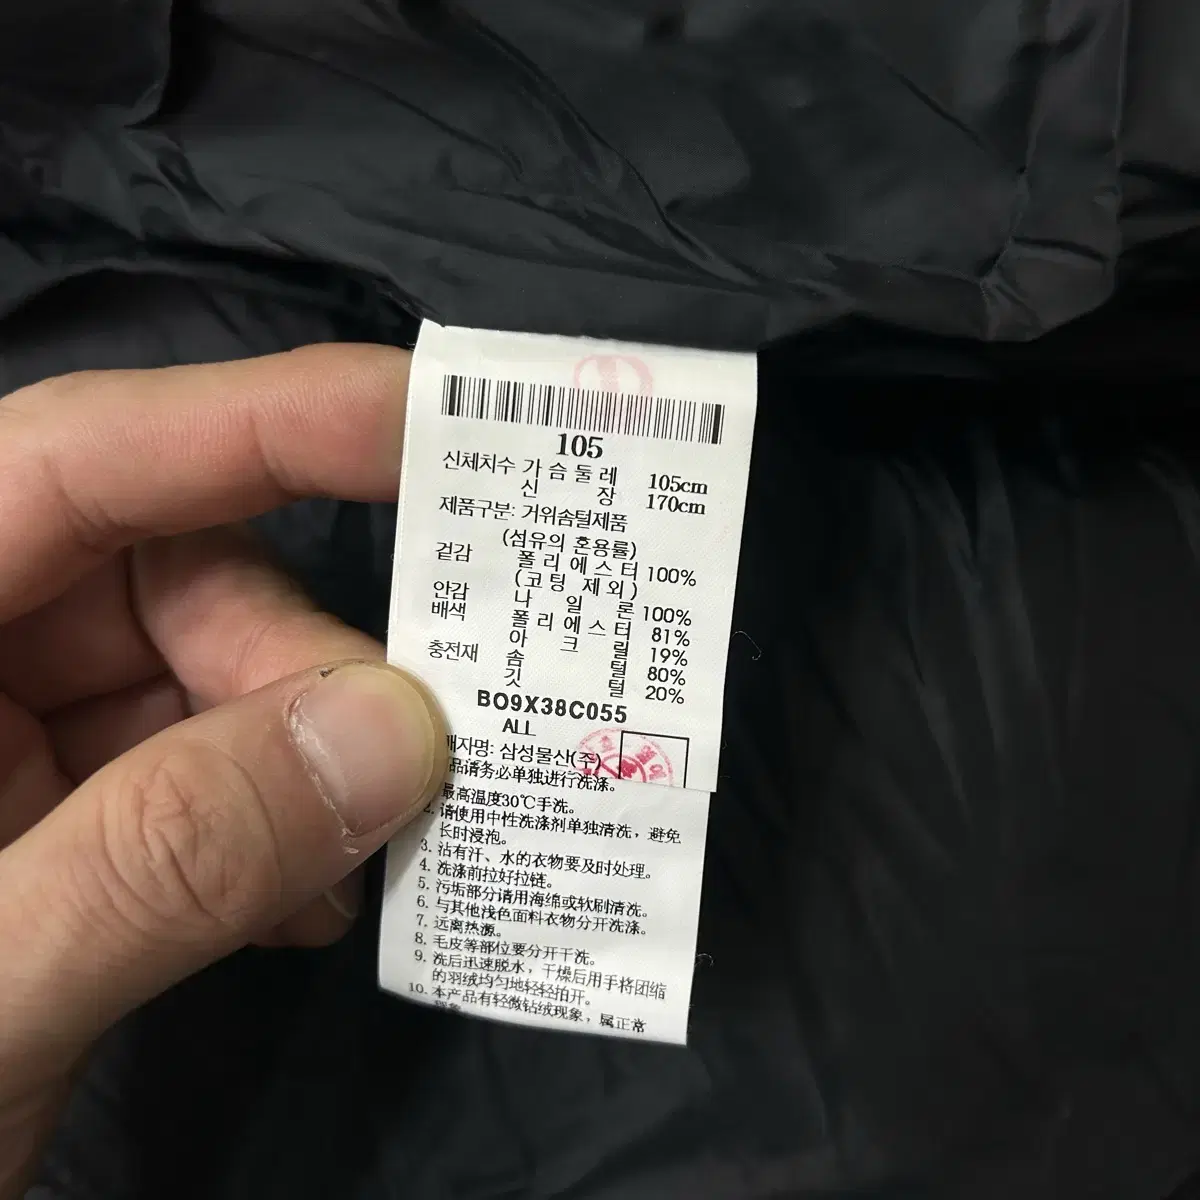 105
신체치수 가슴둘레 105cm
신장 170cm
제품구분: 거위솜털제품
(섬유의 혼용률)
겉감 폴리에스터 100%
(코팅 제외)
안감 나일론 100%
배색 폴리에스터 81%
아크릴 19%
충전재 솜털 80%
깃털 20%
BO9X38C055
ALL
매자명: 삼성물산(주)
品请务必单独进行洗涤。
最高温度30℃手洗。
2. 请使用中性洗涤剂单独清洗，避免
长时浸泡。
3. 沾有汗、水的衣物要及时处理。
4. 洗涤前拉好拉链。
5. 污垢部分请用海绵或软刷清洗。
6. 与其他浅色面料衣物分开洗涤。
7. 远离热源。
8. 毛皮等部位要分开干洗。
9. 洗后迅速脱水，干燥后用手将团缩
的羽绒均匀地轻轻拍开。
10. 本产品有轻微钻绒现象，属正常